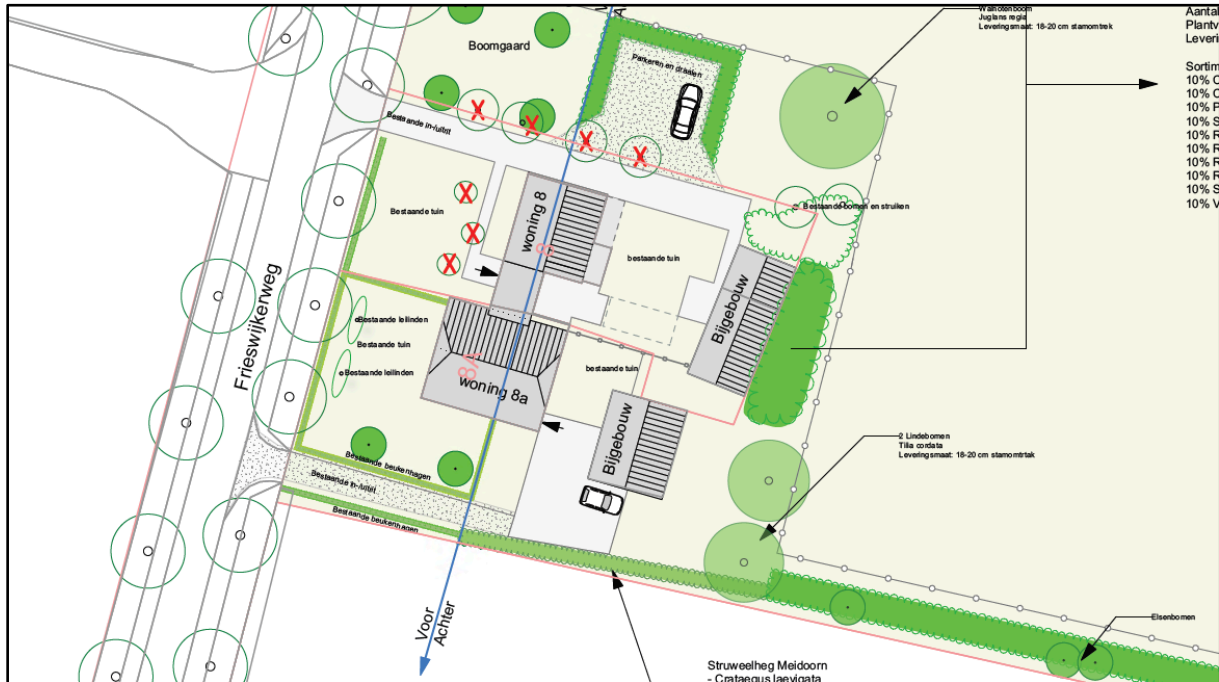 Walnotenboom
Juglans regia
Leveringsmaat: 18-20 cm stamomtrek
Aantal
Plantv
Leveri
Sortim
10% C
10% C
10% P
10% S
10% R
10% R
10% R
10% R
10% S
10% V
Boomgaard
Parkeren en draaien
Bestaande in-/uitrit
Bestaande tuin
woning 8
8
bestaande tuin
Bestaande bomen en struiken
Bijgebouw
Frieswijkerweg
Bestaande leilinden
Bestaande tuin
Bestaande leilinden
8A
woning 8a
bestaande tuin
Bijgebouw
2 Lindebomen
Tilia cordata
Leveringsmaat: 18-20 cm stamomtrtak
Bestaande beukenhagen
Bestaande in-/uitrit
Bestaande beukenhagen
Voor
Achter
Elsenbomen
Struweelheg Meidoorn
- Crataegus laevigata